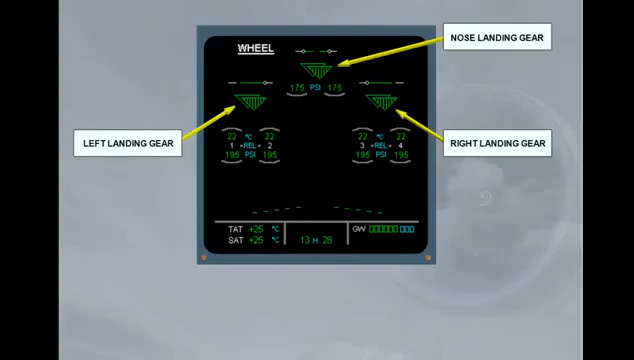 NOSE LANDING GEAR
WHEEL
175 PSI 175
LEFT LANDING GEAR
RIGHT LANDING GEAR
22 °C 22
1 REL 2
195 PSI 195
22 °C 22
3 REL 4
195 PSI 195
TAT +25 °C
SAT +25 °C
13 H 28
GW